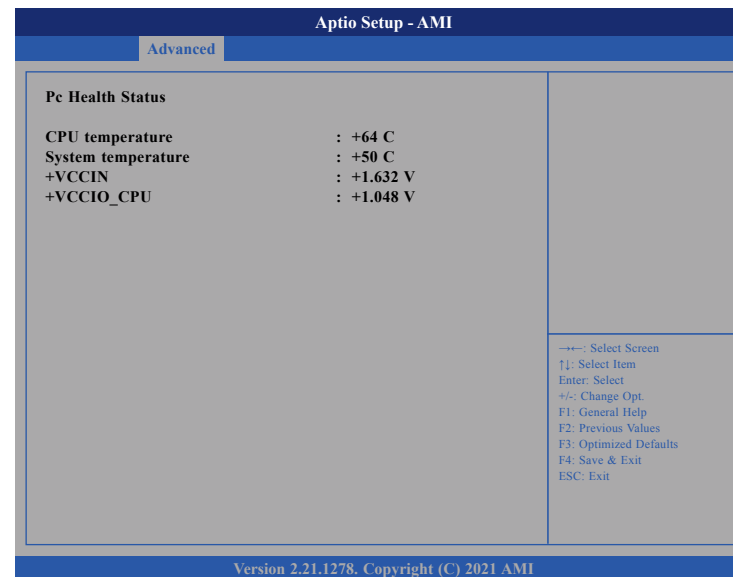 Aptio Setup - AMI
Advanced
Pc Health Status
CPU temperature : +64 C
System temperature : +50 C
+VCCIN : +1.632 V
+VCCIO_CPU : +1.048 V
→←: Select Screen
↑↓: Select Item
Enter: Select
+/-: Change Opt.
F1: General Help
F2: Previous Values
F3: Optimized Defaults
F4: Save & Exit
ESC: Exit
Version 2.21.1278. Copyright (C) 2021 AMI